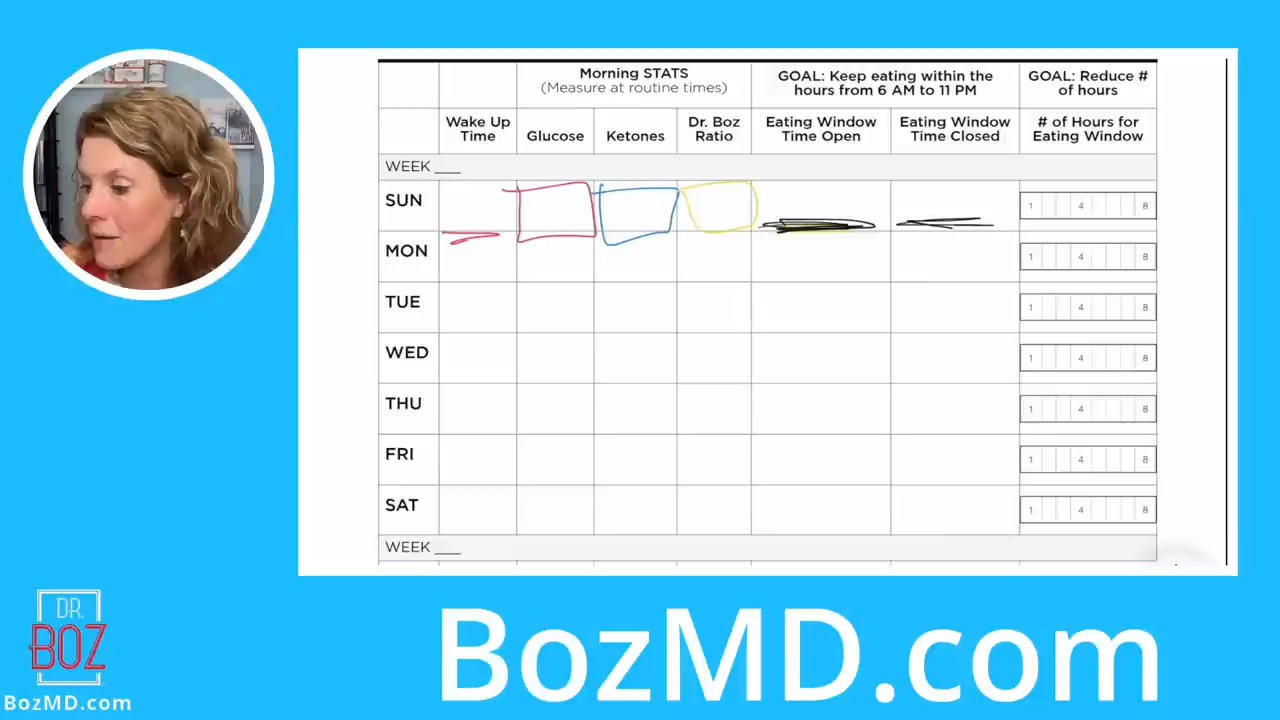 Morning STATS
(Measure at routine times)
GOAL: Keep eating within the
hours from 6 AM to 11 PM
GOAL: Reduce #
of hours
Wake Up
Time
Glucose
Ketones
Dr. Boz
Ratio
Eating Window
Time Open
Eating Window
Time Closed
# of Hours for
Eating Window
WEEK ___
SUN
1 4 8
MON
1 4 8
TUE
1 4 8
WED
1 4 8
THU
1 4 8
FRI
1 4 8
SAT
1 4 8
WEEK ___
DR.
BOZ
BozMD.com
BozMD.com